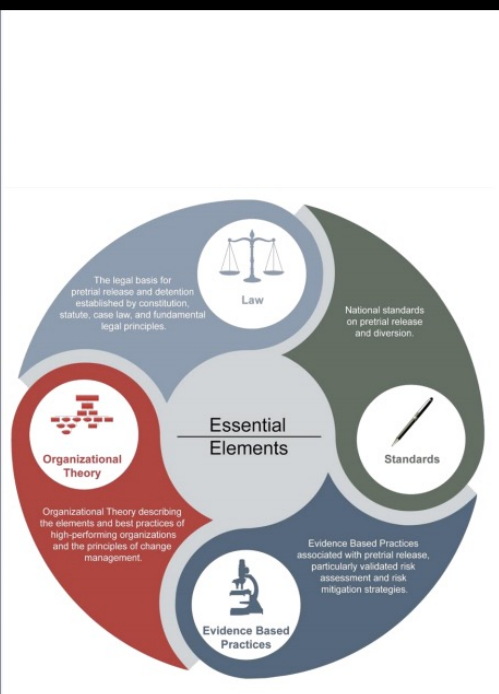 The legal basis for
pretrial release and detention
established by constitution,
statute, case law, and fundamental
legal principles.
Law
National standards
on pretrial release
and diversion.
Standards
Essential
Elements
Organizational
Theory
Organizational Theory describing
the elements and best practices of
high-performing organizations
and the principles of change
management.
Evidence Based Practices
associated with pretrial release,
particularly validated risk
assessment and risk
mitigation strategies.
Evidence Based
Practices